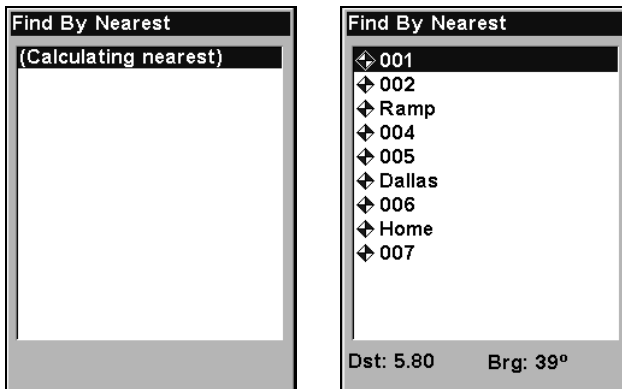 Find By Nearest
(Calculating nearest)
Find By Nearest
001
002
Ramp
004
005
Dallas
006
Home
007
Dst: 5.80 Brg: 39º